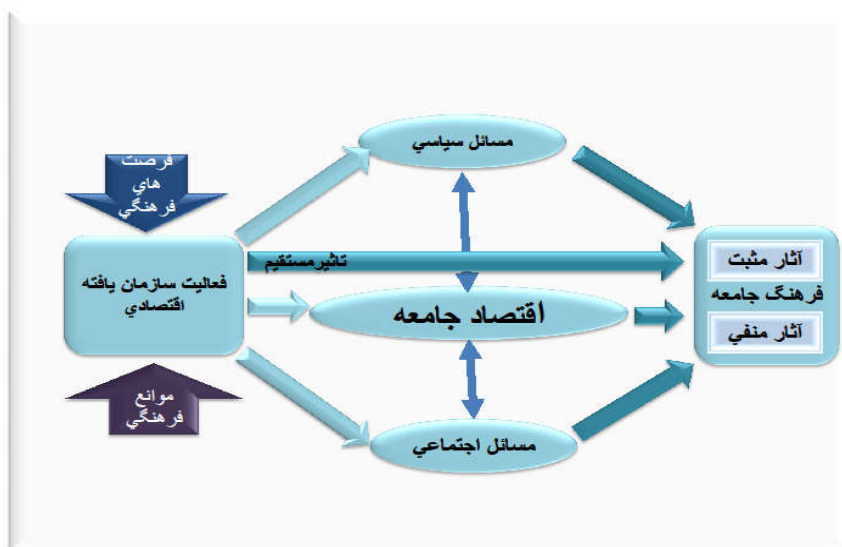 مسائل سياسي
فرصت
هاي
فرهنگي
تاثيرمستقيم
آثار مثبت
فرهنگ جامعه
آثار منفي
فعاليت سازمان يافته
اقتصادي
اقتصاد جامعه
موانع
فرهنگي
مسائل اجتماعي